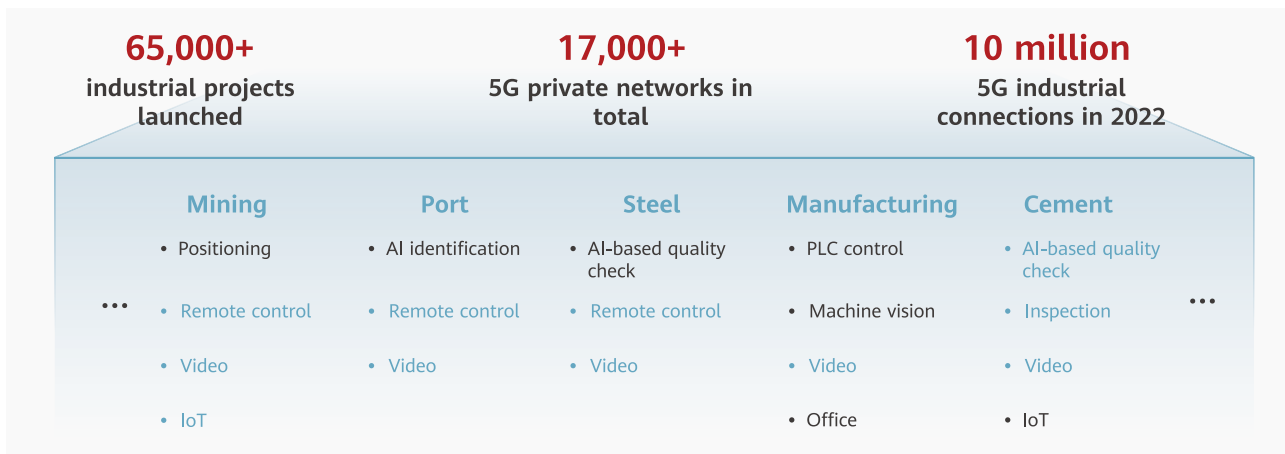 65,000+
industrial projects
launched
17,000+
5G private networks in
total
10 million
5G industrial
connections in 2022
Mining
• Positioning
• Remote control
• Video
• IoT
Port
• AI identification
• Remote control
• Video
Steel
• AI-based quality
check
• Remote control
• Video
Manufacturing
• PLC control
• Machine vision
• Video
• Office
Cement
• AI-based quality
check
• Inspection
• Video
• IoT
...
...